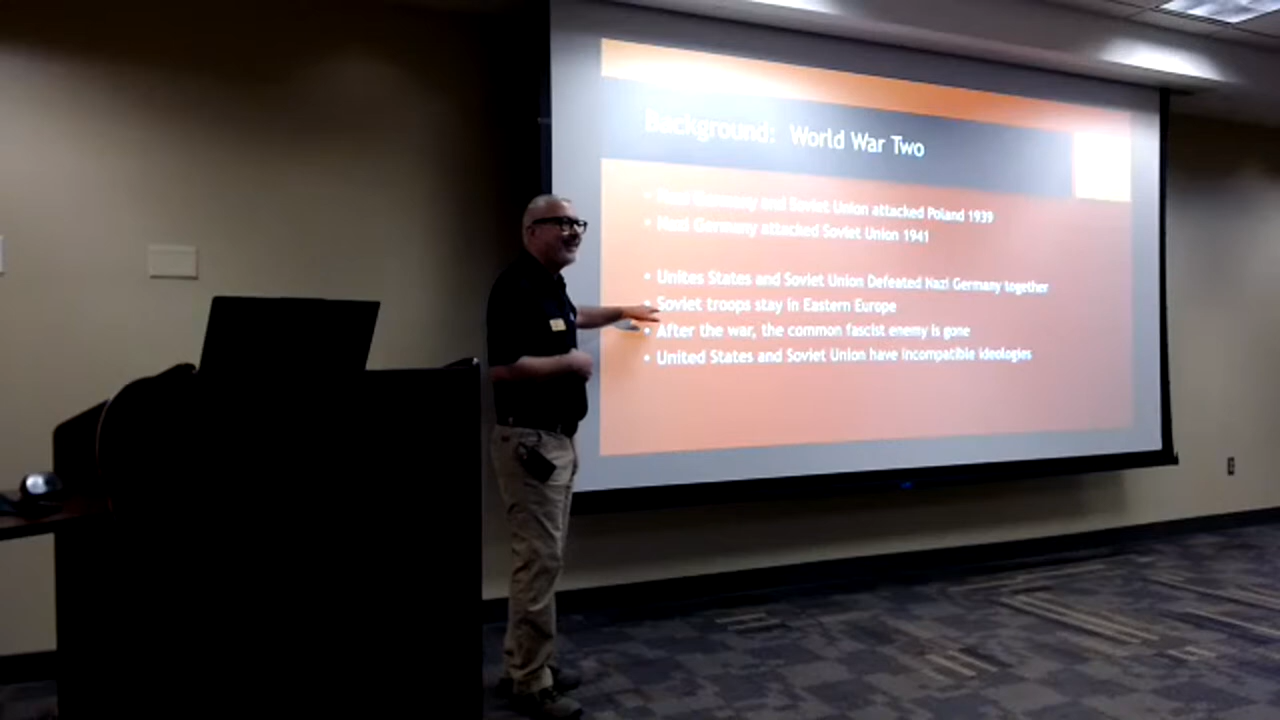 Background: World War Two
• Nazi Germany and Soviet Union attacked Poland 1939
• Nazi Germany attacked Soviet Union 1941
• Unites States and Soviet Union Defeated Nazi Germany together
• Soviet troops stay in Eastern Europe
• After the war, the common fascist enemy is gone
• United States and Soviet Union have incompatible ideologies